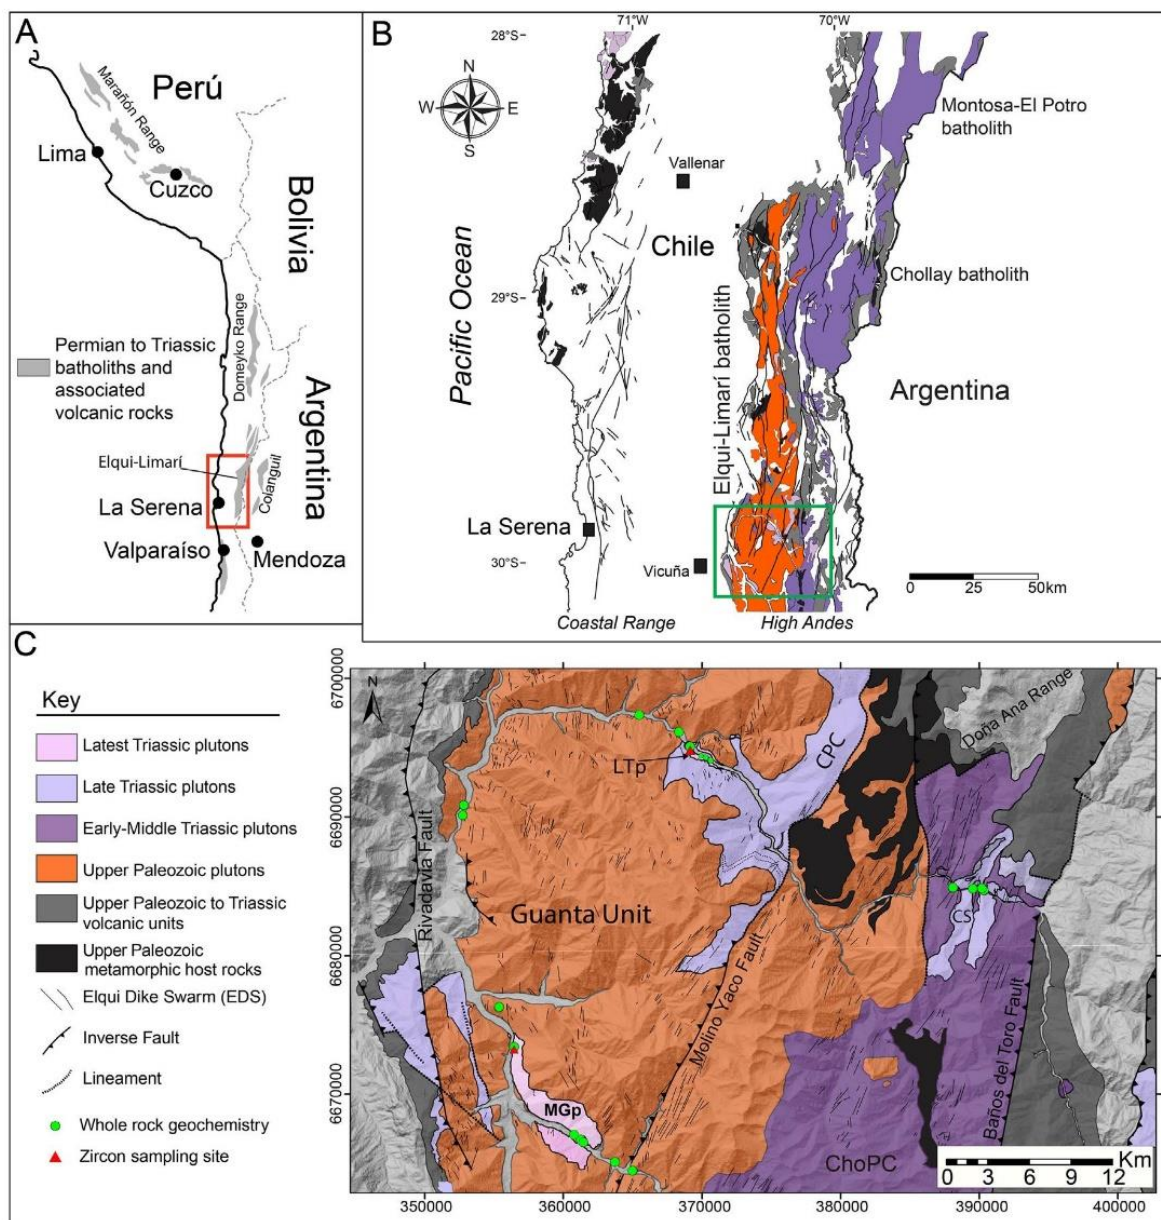 A
Perú
Marañón Range
Lima
Cuzco
Bolivia
Domeyko Range
Permian to Triassic
batholiths and
associated
volcanic rocks
Argentina
Elqui-Limarí
Colanguil
La Serena
Valparaíso
Mendoza
B
71°W
70°W
28°S
N
W
E
S
Montosa-El Potro
batholith
Vallenar
Chile
Pacific Ocean
Chollay batholith
29°S
Elqui-Limarí batholith
Argentina
La Serena
30°S
Vicuña
0
25
50km
Coastal Range
High Andes
C
Key
Latest Triassic plutons
Late Triassic plutons
Early-Middle Triassic plutons
Upper Paleozoic plutons
Upper Paleozoic to Triassic
volcanic units
Upper Paleozoic
metamorphic host rocks
Elqui Dike Swarm (EDS)
Inverse Fault
Lineament
Whole rock geochemistry
Zircon sampling site
6700000
6690000
6680000
6670000
N
Doña Ana Range
CPC
LTp
Rivadavia Fault
Guanta Unit
CS
Molino Yaco Fault
Baños del Toro Fault
MGp
ChoPC
Km
0 3 6 9 12
350000
360000
370000
380000
390000
400000